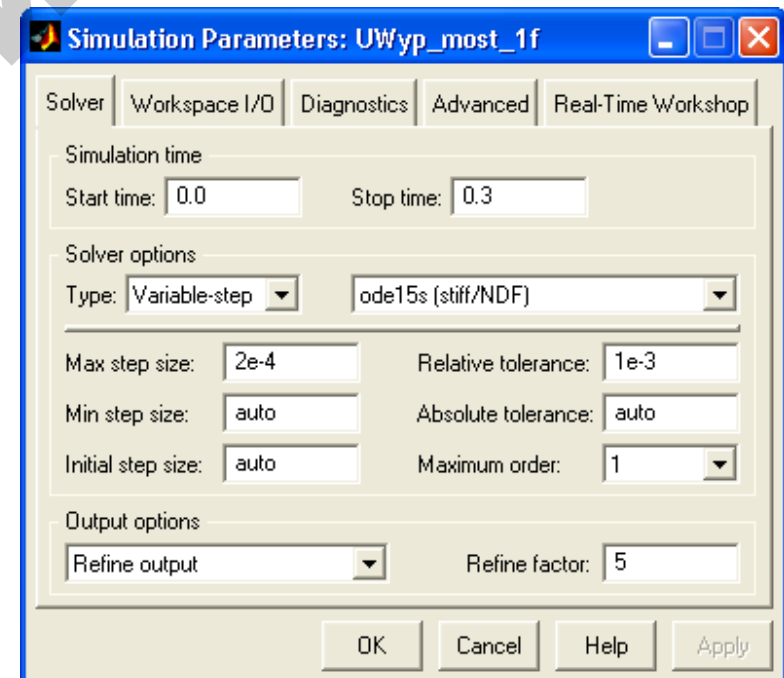 Simulation Parameters: UWyp_most_1f
Solver Workspace I/O Diagnostics Advanced Real-Time Workshop
Simulation time
Start time: 0.0 Stop time: 0.3
Solver options
Type: Variable-step ode15s (stiff/NDF)
Max step size: 2e-4 Relative tolerance: 1e-3
Min step size: auto Absolute tolerance: auto
Initial step size: auto Maximum order: 1
Output options
Refine output Refine factor: 5
OK Cancel Help Apply